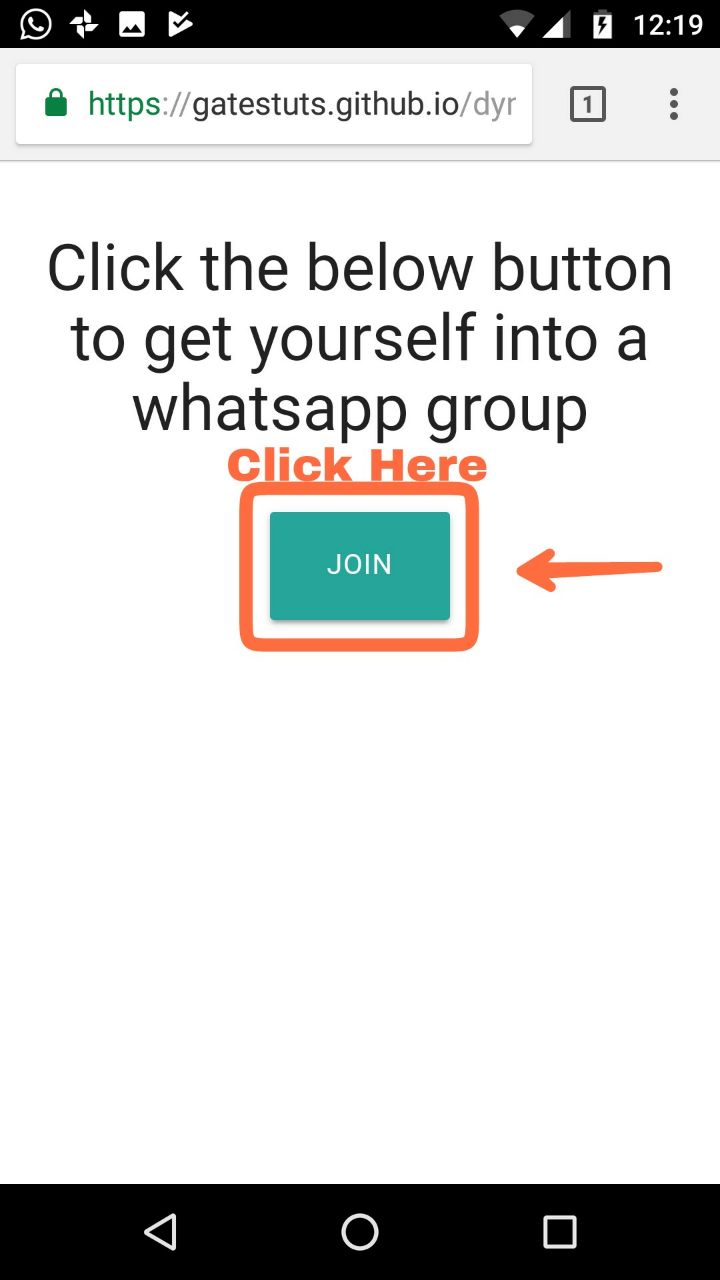 12:19
https://gatestuts.github.io/dyr
1
Click the below button
to get yourself into a
whatsapp group
Click Here
JOIN